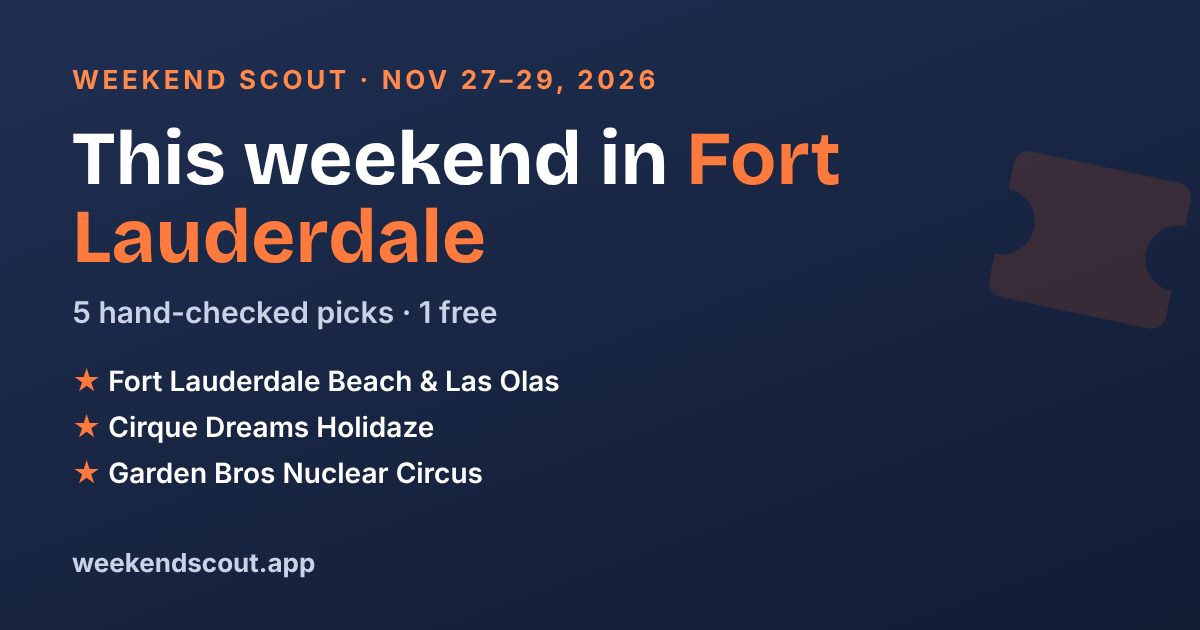 WEEKEND SCOUT · NOV 27–29, 2026
This weekend in Fort
Lauderdale
5 hand-checked picks · 1 free
★ Fort Lauderdale Beach & Las Olas
★ Cirque Dreams Holidaze
★ Garden Bros Nuclear Circus
weekendscout.app